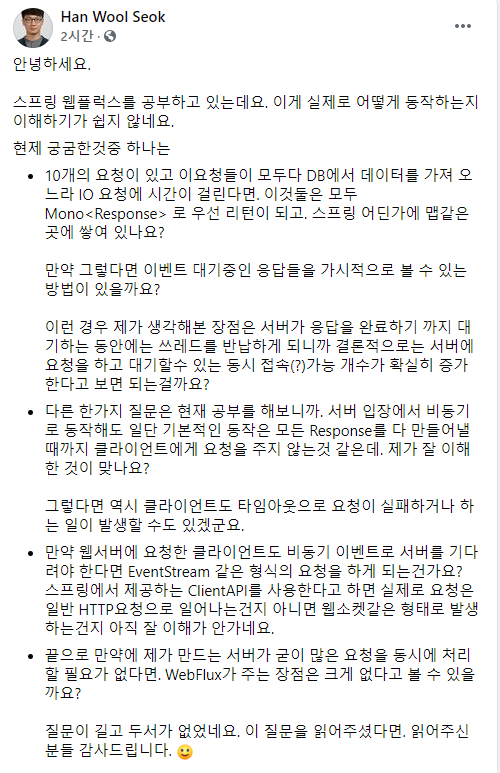 Han Wool Seok
2시간 ·
안녕하세요.
스프링 웹플럭스를 공부하고 있는데요. 이게 실제로 어떻게 동작하는지
이해하기가 쉽지 않네요.
현제 궁굼한것중 하나는
10개의 요청이 있고 이요청들이 모두다 DB에서 데이터를 가져 오
느라 IO 요청에 시간이 걸린다면. 이것둘은 모두
Mono<Response> 로 우선 리턴이 되고. 스프링 어딘가에 맵같은
곳에 쌓여 있나요?
만약 그렇다면 이벤트 대기중인 응답들을 가시적으로 볼 수 있는
방법이 있을까요?
이런 경우 제가 생각해본 장점은 서버가 응답을 완료하기 까지 대
기하는 동안에는 쓰레드를 반납하게 되니까 결론적으로는 서버에
요청을 하고 대기할수 있는 동시 접속(?)가능 개수가 확실히 증가
한다고 보면 되는걸까요?
다른 한가지 질문은 현재 공부를 해보니까. 서버 입장에서 비동기
로 동작해도 일단 기본적인 동작은 모든 Response를 다 만들어낼
때까지 클라이언트에게 요청을 주지 않는것 같은데. 제가 잘 이해
한 것이 맞나요?
그렇다면 역시 클라이언트도 타임아웃으로 요청이 실패하거나 하
는 일이 발생할 수도 있겠군요.
만약 웹서버에 요청한 클라이언트도 비동기 이벤트로 서버를 기다
려야 한다면 EventStream 같은 형식의 요청을 하게 되는건가요?
스프링에서 제공하는 ClientAPI를 사용한다고 하면 실제로 요청은
일반 HTTP요청으로 일어나는건지 아니면 웹소켓같은 형태로 발생
하는건지 아직 잘 이해가 안가네요.
끝으로 만약에 제가 만드는 서버가 굳이 많은 요청을 동시에 처리
할 필요가 없다면. WebFlux가 주는 장점은 크게 없다고 볼 수 있을
까요?
질문이 길고 두서가 없었네요. 이 질문을 읽어주셨다면. 읽어주신
분들 감사드립니다.